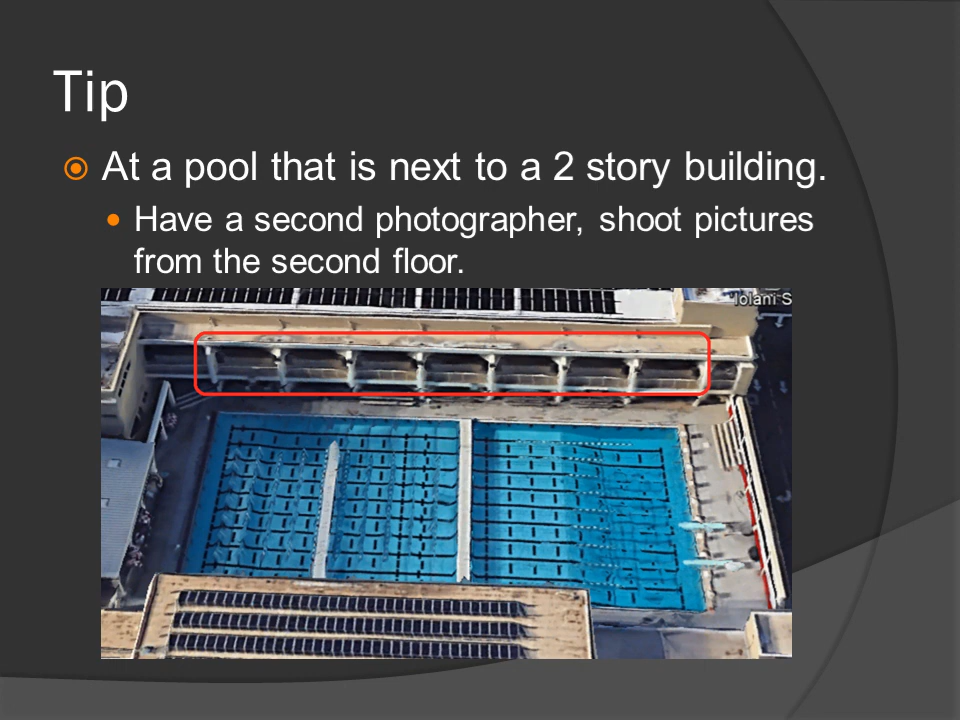 Tip
At a pool that is next to a 2 story building.
Have a second photographer, shoot pictures
from the second floor.
Iolani S